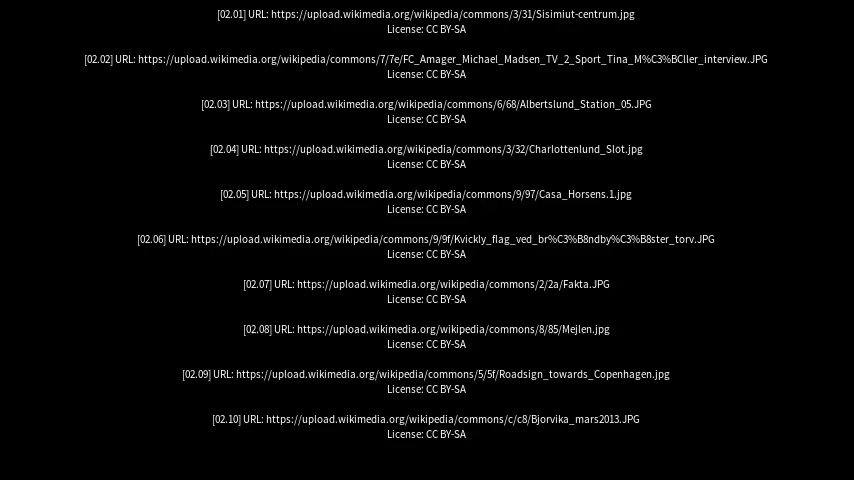 [02.01] URL: https://upload.wikimedia.org/wikipedia/commons/3/31/Sisimiut-centrum.jpg
License: CC BY-SA
[02.02] URL: https://upload.wikimedia.org/wikipedia/commons/7/7e/FC_Amager_Michael_Madsen_TV_2_Sport_Tina_M%C3%BCller_interview.JPG
License: CC BY-SA
[02.03] URL: https://upload.wikimedia.org/wikipedia/commons/6/68/Albertslund_Station_05.JPG
License: CC BY-SA
[02.04] URL: https://upload.wikimedia.org/wikipedia/commons/3/32/Charlottenlund_Slot.jpg
License: CC BY-SA
[02.05] URL: https://upload.wikimedia.org/wikipedia/commons/9/97/Casa_Horsens.1.jpg
License: CC BY-SA
[02.06] URL: https://upload.wikimedia.org/wikipedia/commons/9/9f/Kvickly_flag_ved_br%C3%B8ndby%C3%B8ster_torv.JPG
License: CC BY-SA
[02.07] URL: https://upload.wikimedia.org/wikipedia/commons/2/2a/Fakta.JPG
License: CC BY-SA
[02.08] URL: https://upload.wikimedia.org/wikipedia/commons/8/85/Mejlen.jpg
License: CC BY-SA
[02.09] URL: https://upload.wikimedia.org/wikipedia/commons/5/5f/Roadsign_towards_Copenhagen.jpg
License: CC BY-SA
[02.10] URL: https://upload.wikimedia.org/wikipedia/commons/c/c8/Bjorvika_mars2013.JPG
License: CC BY-SA